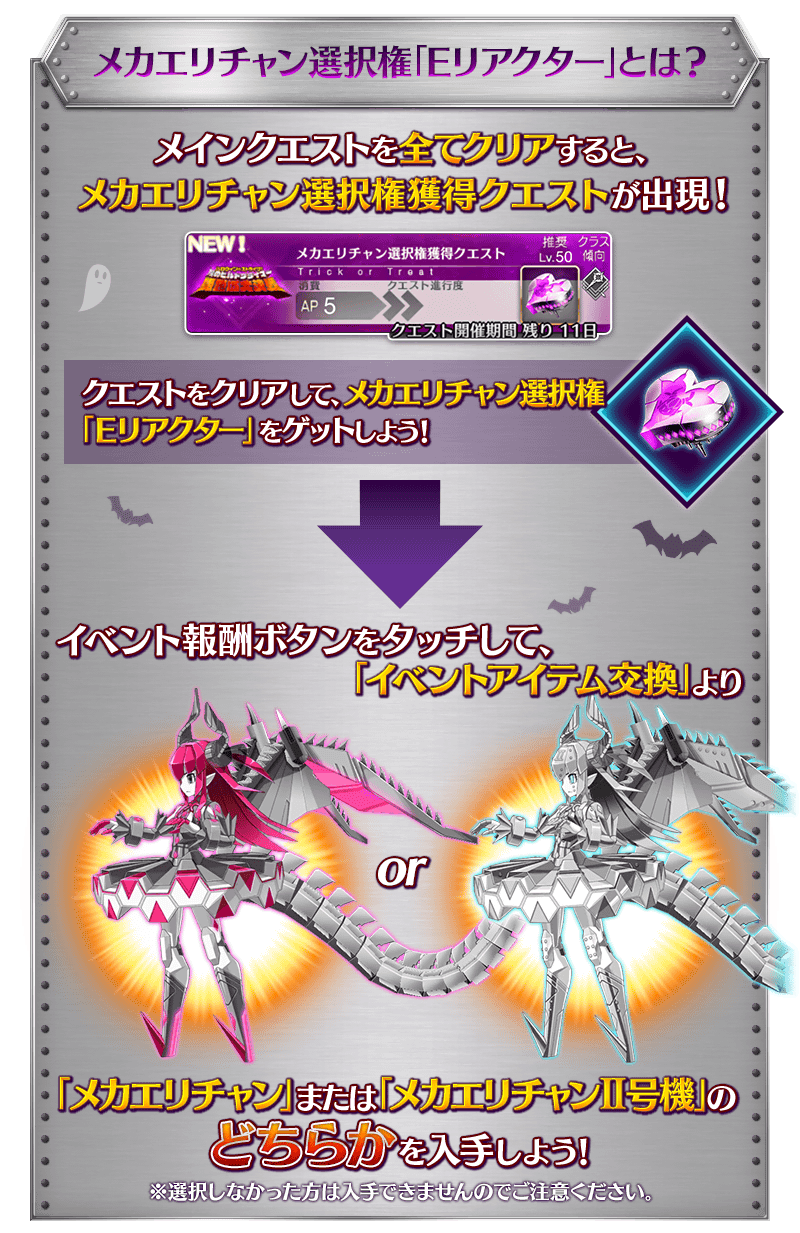 メカエリチャン選択権「Eリアクター」とは?
メインクエストを全てクリアすると、
メカエリチャン選択権獲得クエストが出現!
NEW!
メカエリチャン選択権獲得クエスト
Trick or Treat
推奨
Lv.50
クラス
傾向
消費
AP 5
クエスト進行度
クエスト開催期間 残り 11日
クエストをクリアして、メカエリチャン選択権
「Eリアクター」をゲットしよう!
イベント報酬ボタンをタッチして、
「イベントアイテム交換」より
or
「メカエリチャン」または「メカエリチャンII号機」の
どちらかを入手しよう!
※選択しなかった方は入手できませんのでご注意ください。